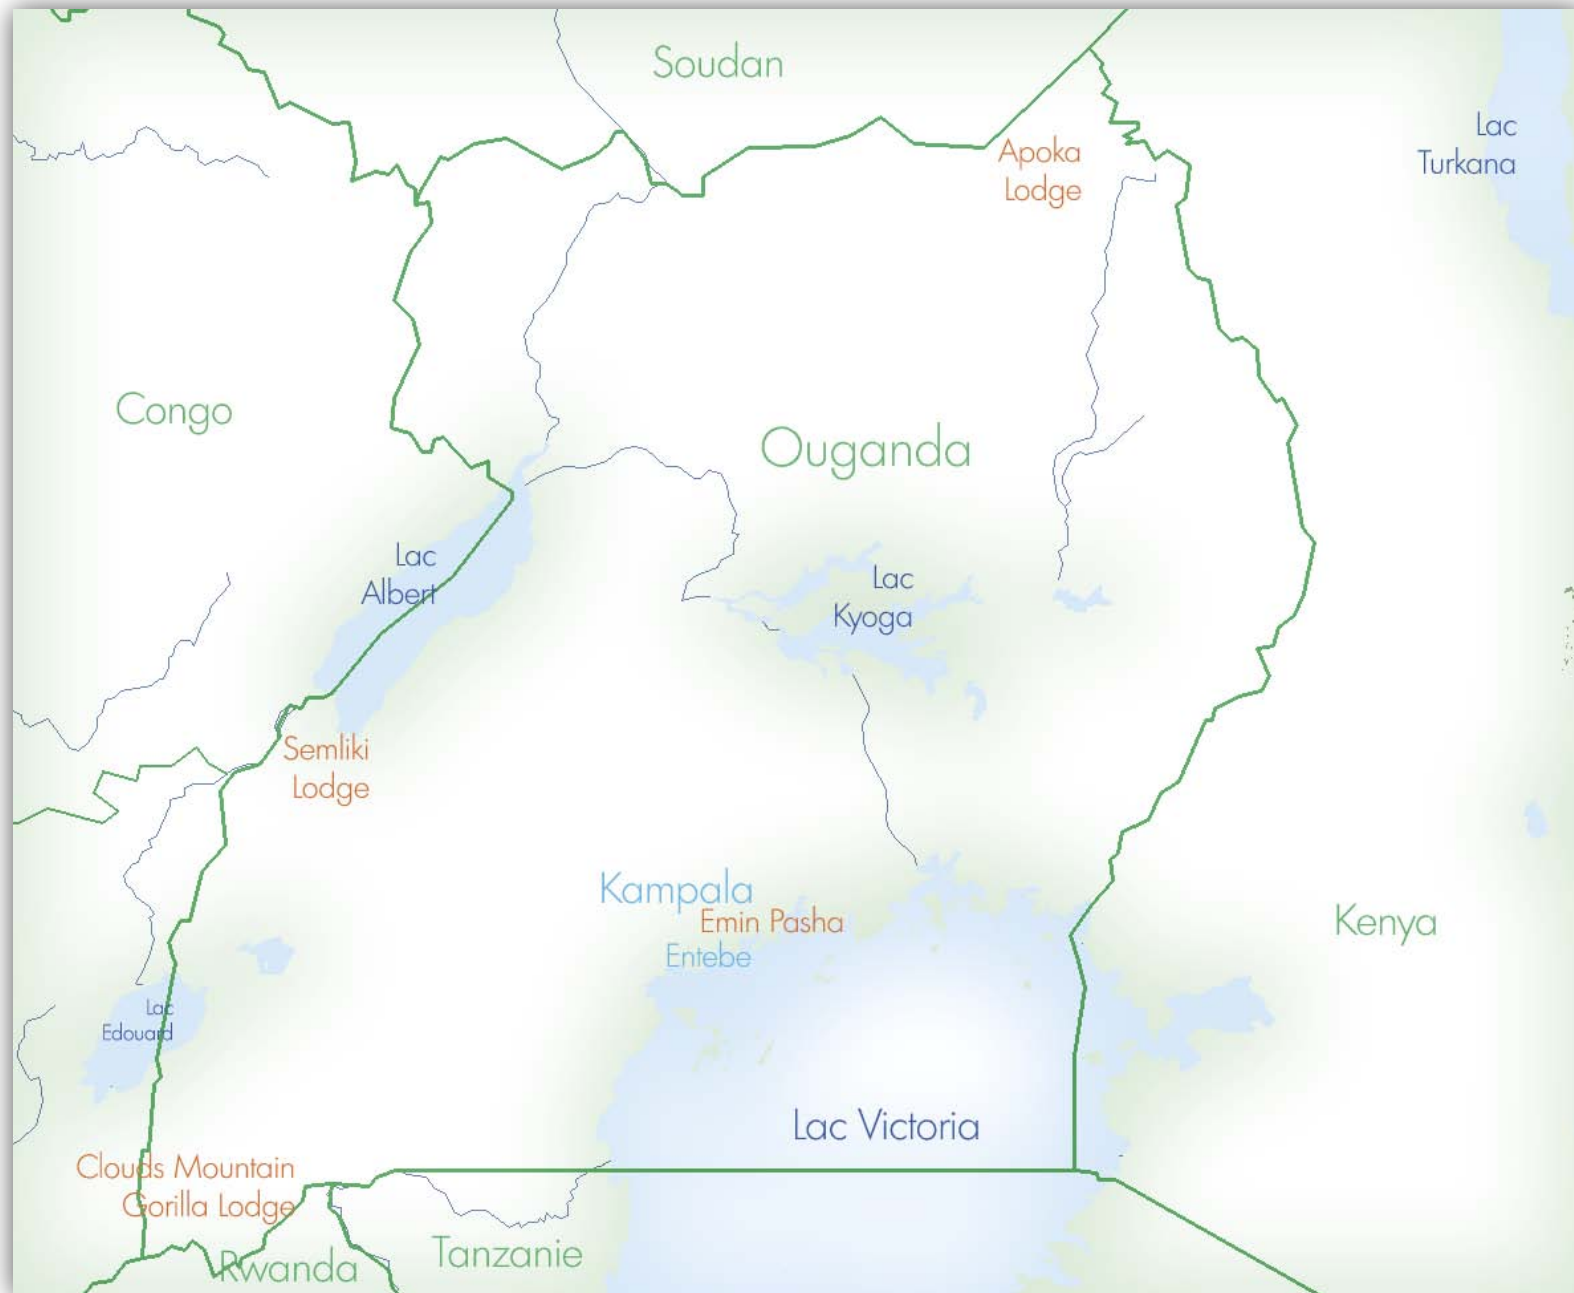 Soudan
Lac
Turkana
Apoka
Lodge
Congo
Ouganda
Lac
Albert
Lac
Kyoga
Semliki
Lodge
Kampala
Emin Pasha
Entebe
Kenya
Lac
Edouard
Lac Victoria
Clouds Mountain
Gorilla Lodge
Rwanda
Tanzanie